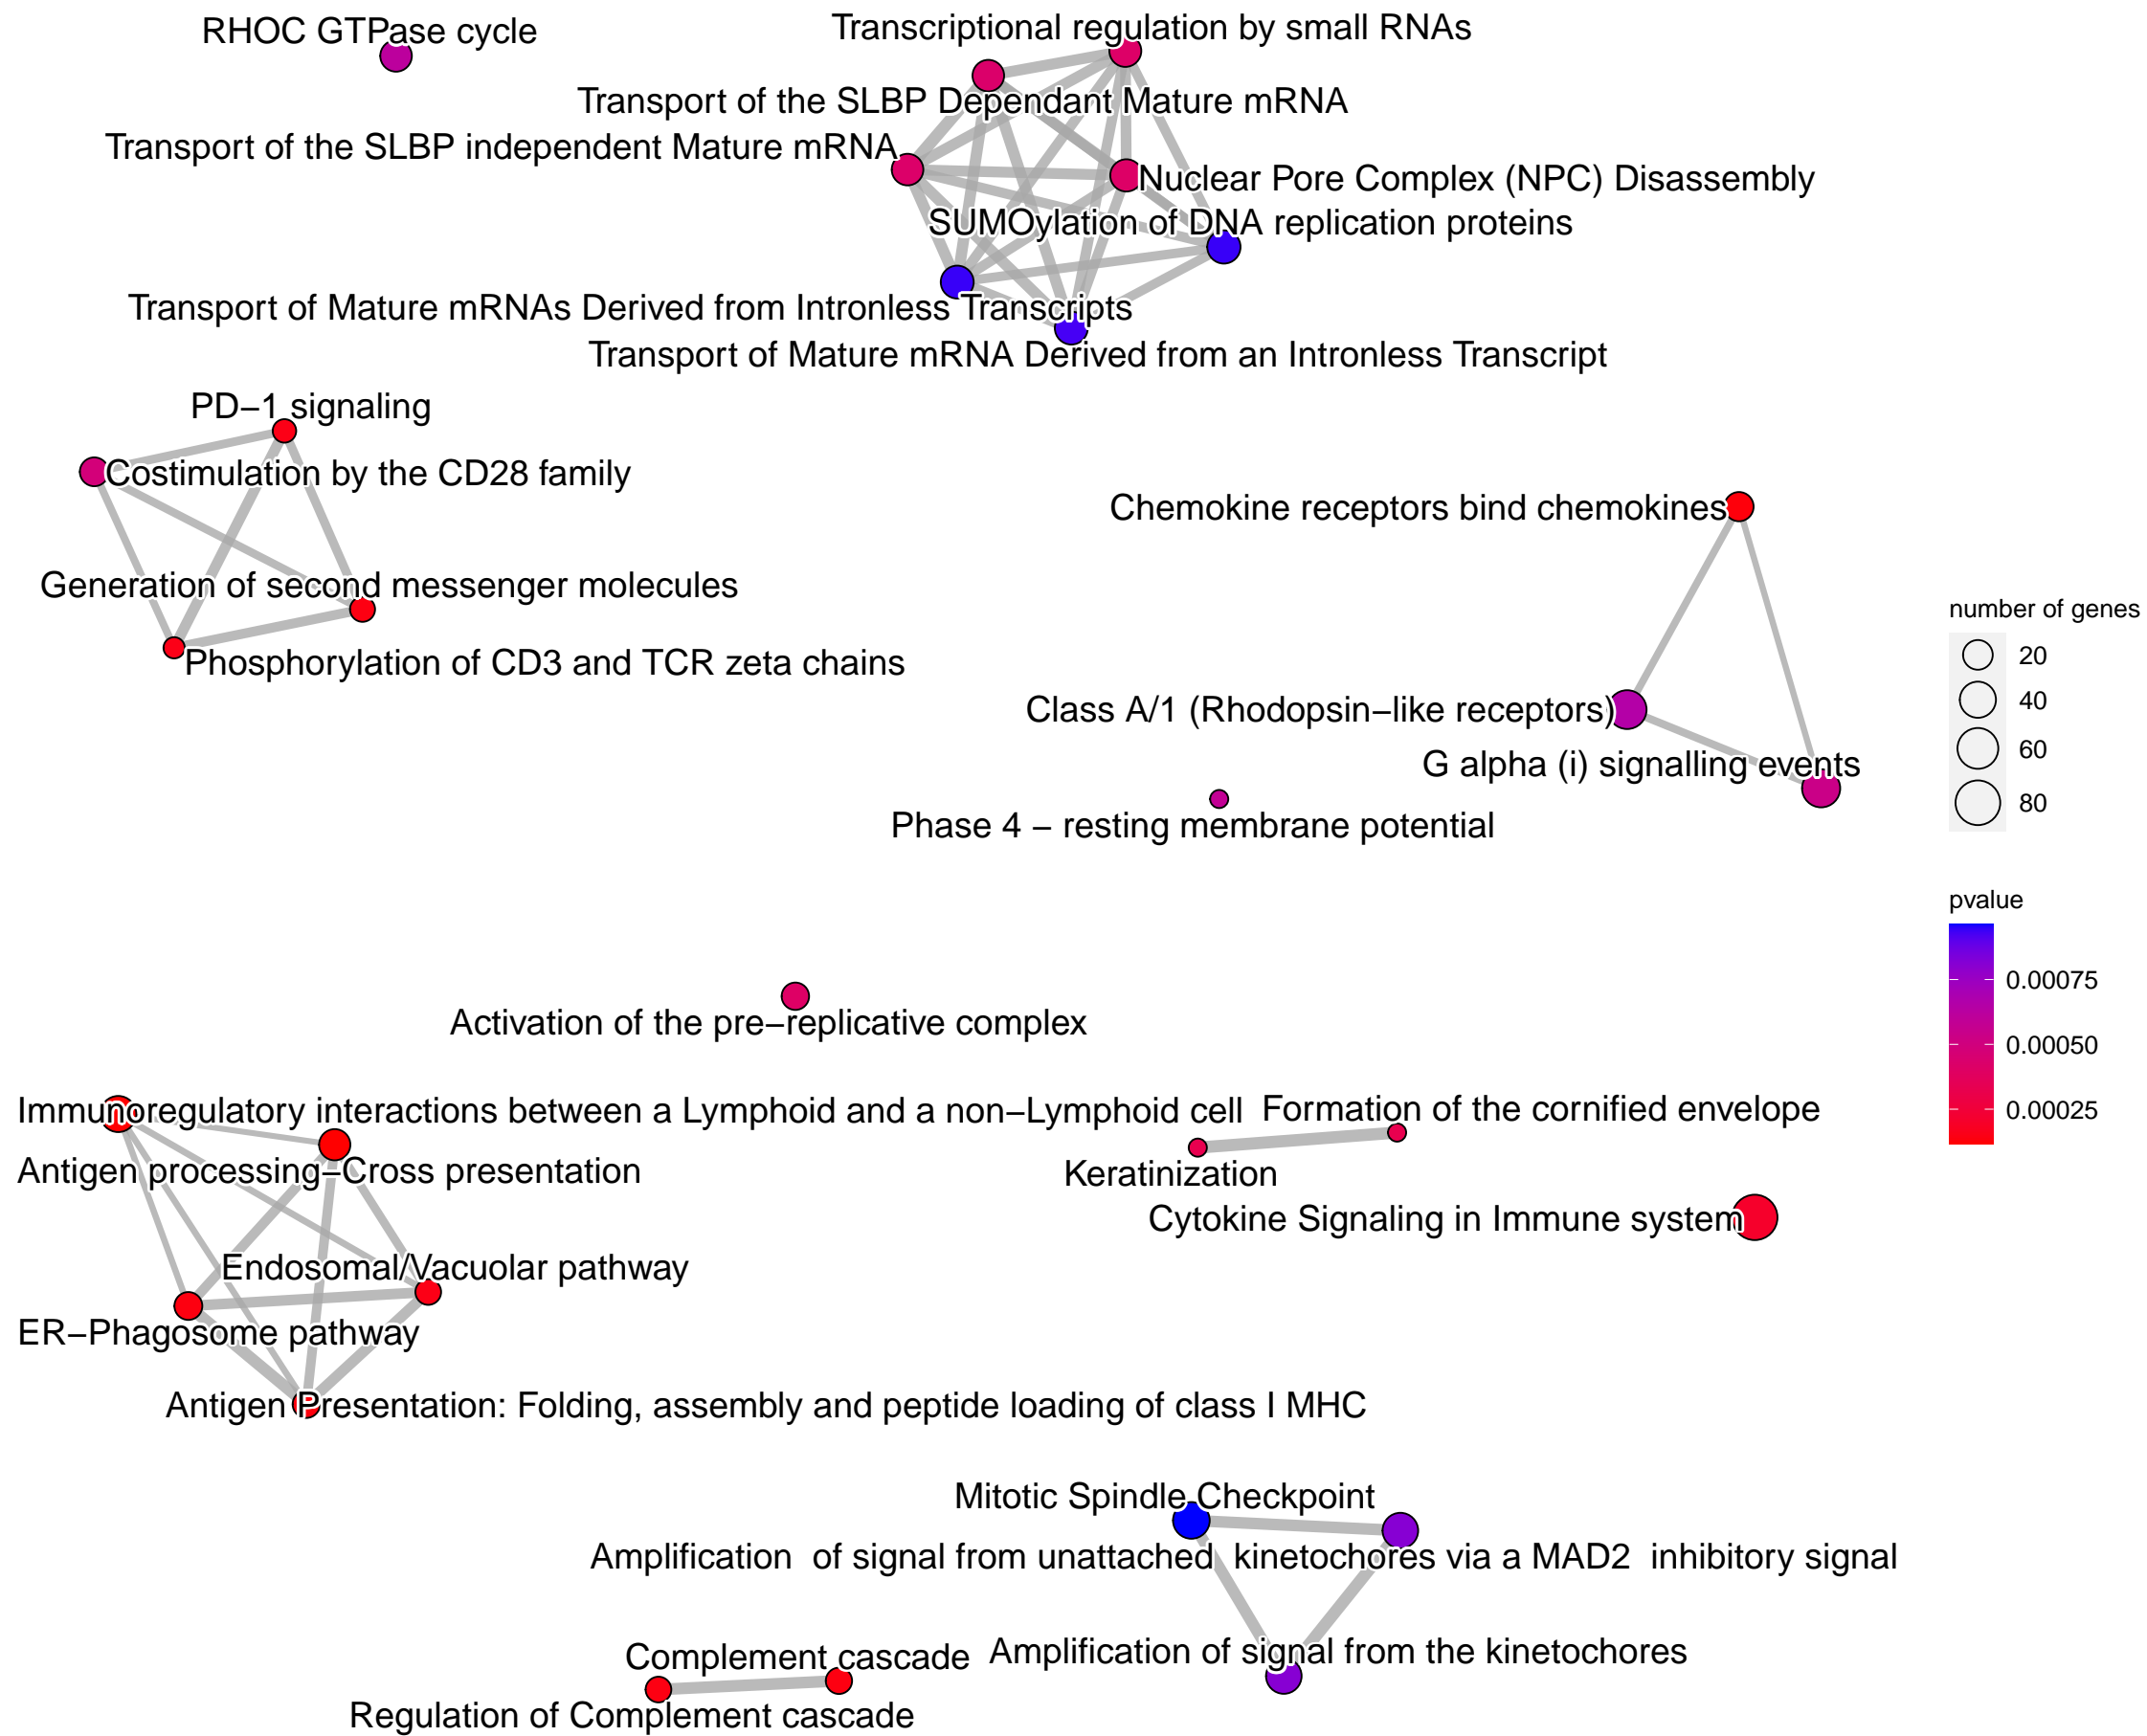 Transcriptional regulation by small RNAs
RHOC GTPase cycle
Transport of the SLBP Dependant Mature mRNA
Transport of the SLBP independent Mature mRNA
Nuclear Pore Complex (NPC) Disassembly
SUMOylation of DNA replication proteins
Transport of Mature mRNAs Derived from Intronless Transcripts
Transport of Mature mRNA Derived from an Intronless Transcript
PD−1 signaling
Costimulation by the CD28 family
Chemokine receptors bind chemokines
Generation of second messenger molecules
Phosphorylation of CD3 and TCR zeta chains
Class A/1 (Rhodopsin−like receptors)
G alpha (i) signalling events
Phase 4 − resting membrane potential
number of genes
20
40
60
80
pvalue
0.00075
0.00050
0.00025
Activation of the pre−replicative complex
Immunoregulatory interactions between a Lymphoid and a non−Lymphoid cell
Formation of the cornified envelope
Antigen processing−Cross presentation
Keratinization
Cytokine Signaling in Immune system
Endosomal/Vacuolar pathway
ER−Phagosome pathway
Antigen Presentation: Folding, assembly and peptide loading of class I MHC
Mitotic Spindle Checkpoint
Amplification  of signal from unattached  kinetochores via a MAD2  inhibitory signal
Amplification of signal from the kinetochores
Complement cascade
Regulation of Complement cascade